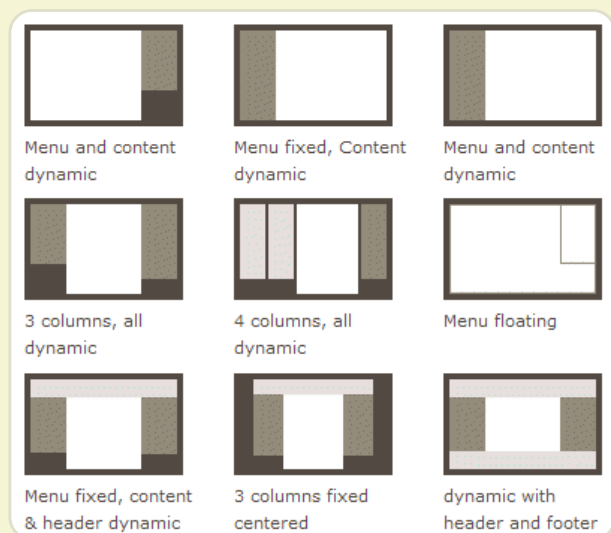 Menu and content
dynamic
Menu fixed, Content
dynamic
Menu and content
dynamic
3 columns, all
dynamic
4 columns, all
dynamic
Menu floating
Menu fixed, content
& header dynamic
3 columns fixed
centered
dynamic with
header and footer